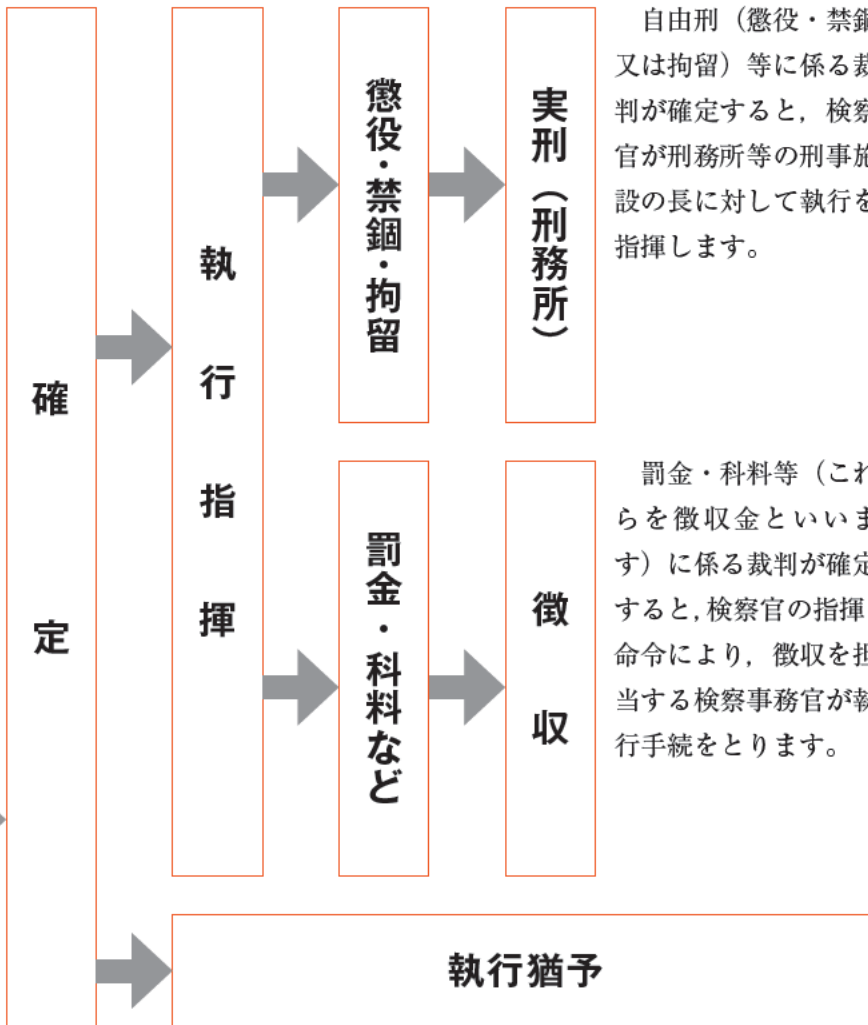 確定
執行指揮
懲役・禁錮・拘留
実刑（刑務所）
自由刑（懲役・禁錮
又は拘留）等に係る裁
判が確定すると，検察
官が刑務所等の刑事施
設の長に対して執行を
指揮します。
罰金・科料など
徴収
罰金・科料等（これ
らを徴収金といいま
す）に係る裁判が確定
すると，検察官の指揮
命令により，徴収を担
当する検察事務官が執
行手続をとります。
執行猶予